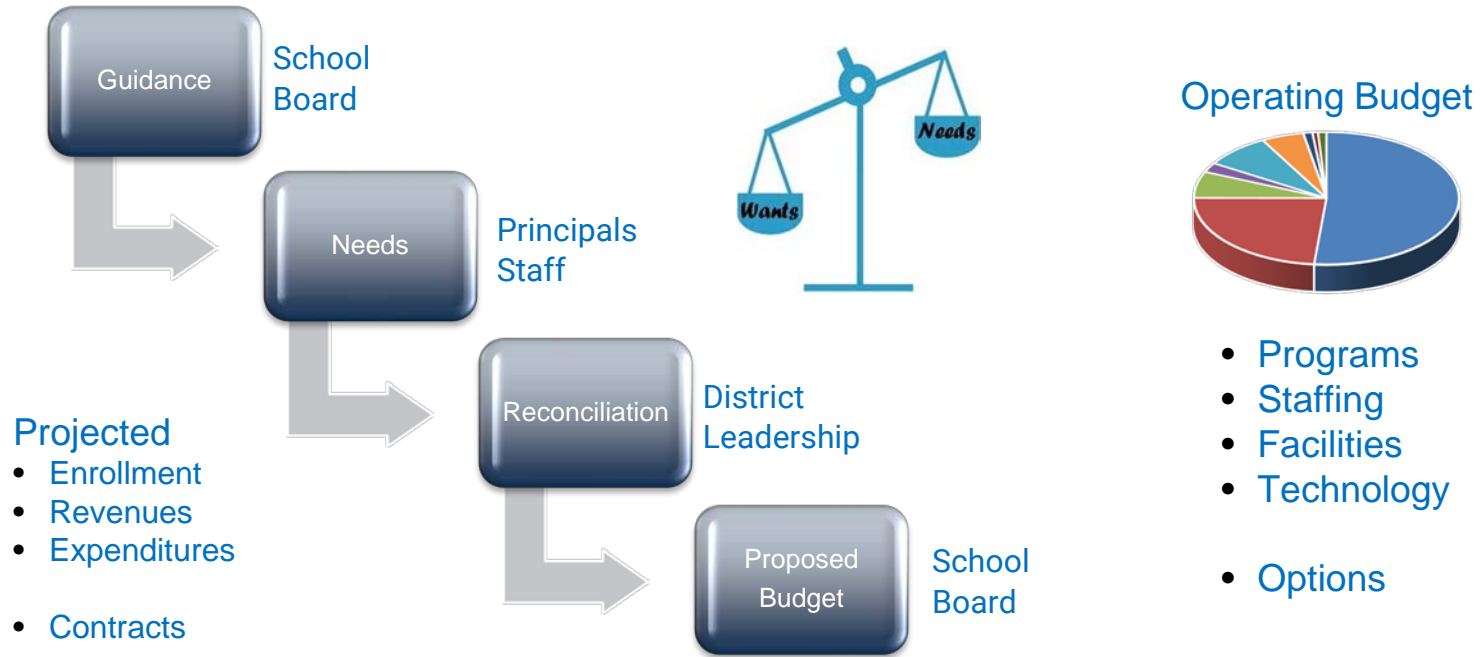 Guidance
School
Board
Needs
Principals
Staff
Reconciliation
District
Leadership
Proposed
Budget
School
Board
Projected
• Enrollment
• Revenues
• Expenditures
• Contracts
Needs
Wants
Operating Budget
• Programs
• Staffing
• Facilities
• Technology
• Options